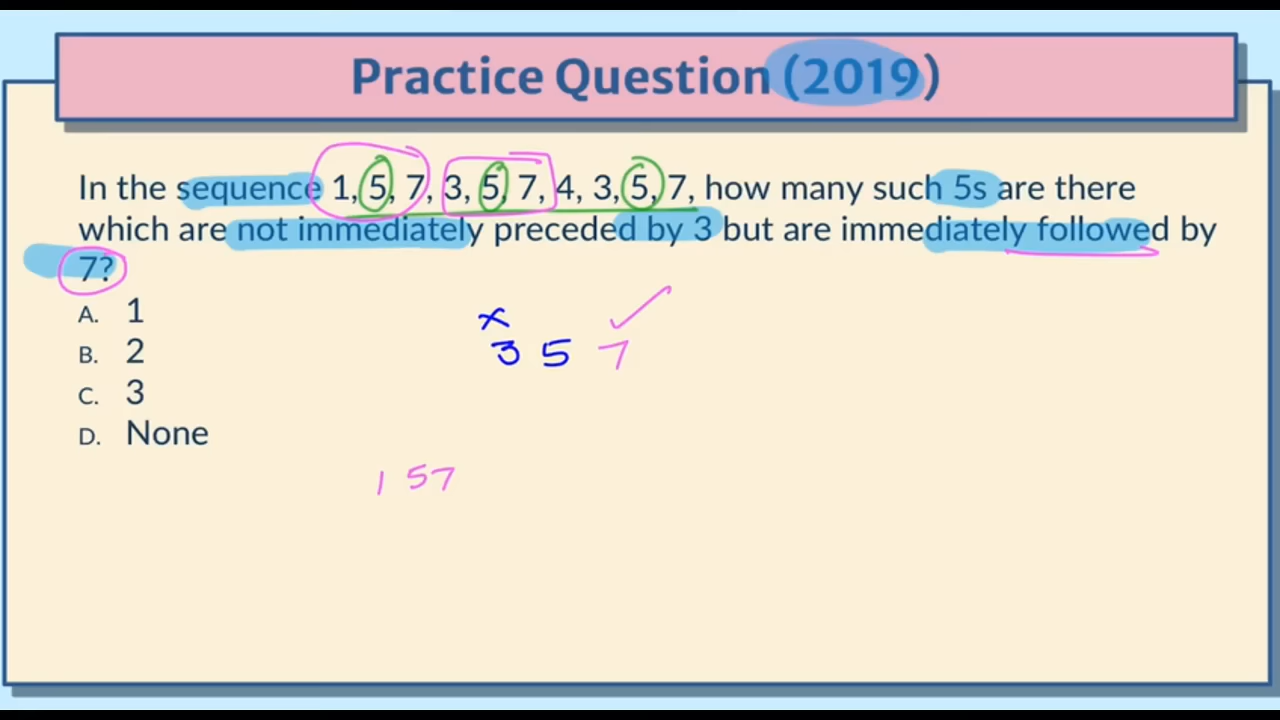 Practice Question (2019)
In the sequence 1, 5, 7, 3, 5, 7, 4, 3, 5, 7, how many such 5s are there
which are not immediately preceded by 3 but are immediately followed by
7?
A. 1
B. 2
C. 3
D. None
x
3 5 7
1 5 7